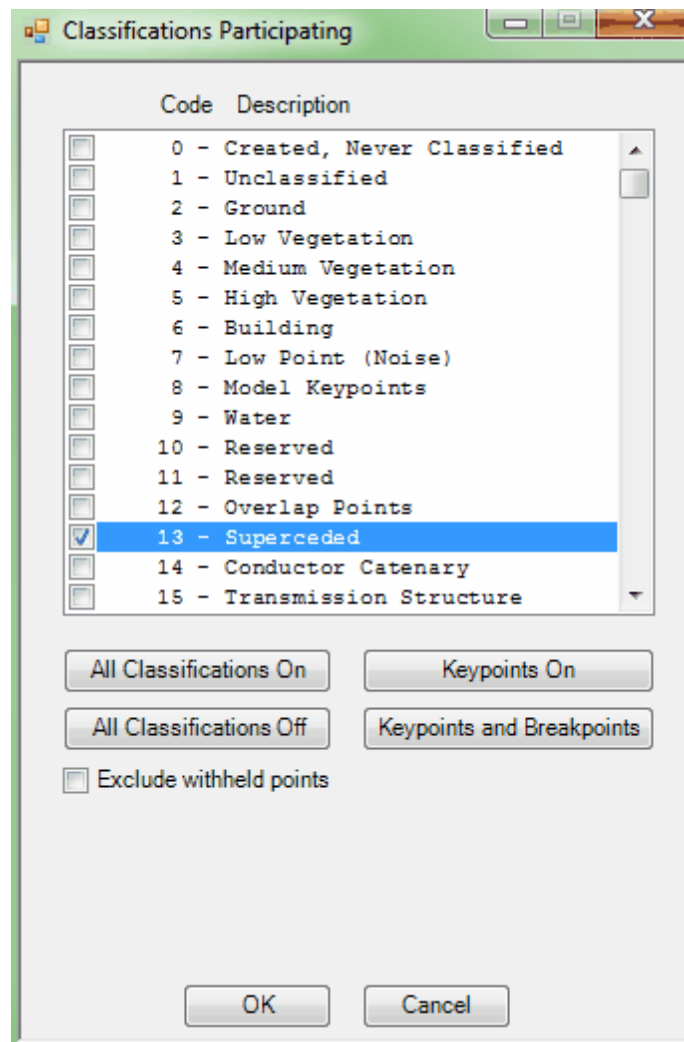 Classifications Participating
Code Description
0 - Created, Never Classified
1 - Unclassified
2 - Ground
3 - Low Vegetation
4 - Medium Vegetation
5 - High Vegetation
6 - Building
7 - Low Point (Noise)
8 - Model Keypoints
9 - Water
10 - Reserved
11 - Reserved
12 - Overlap Points
13 - Superceded
14 - Conductor Catenary
15 - Transmission Structure
All Classifications On Keypoints On
All Classifications Off Keypoints and Breakpoints
Exclude withheld points
OK Cancel